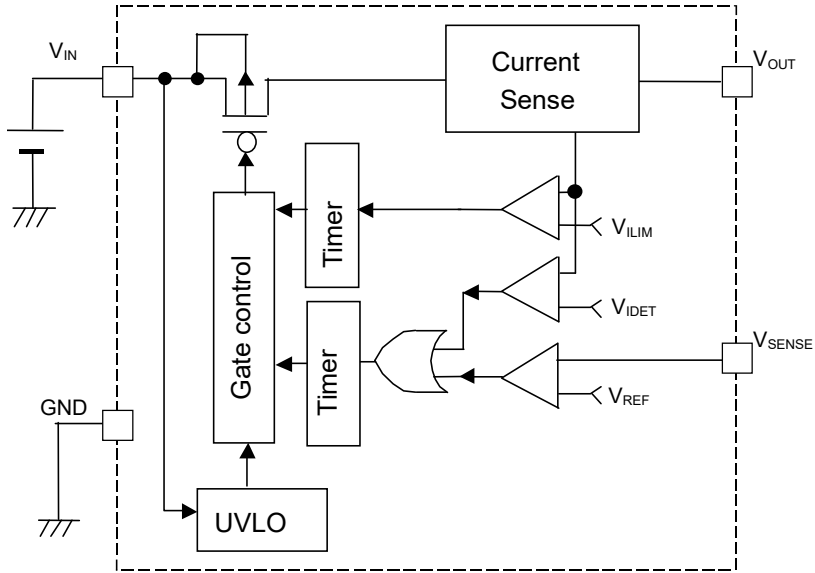 VIN
Current
Sense
VOUT
Timer
VILIM
Gate control
VIDET
Timer
VSENSE
VREF
GND
UVLO